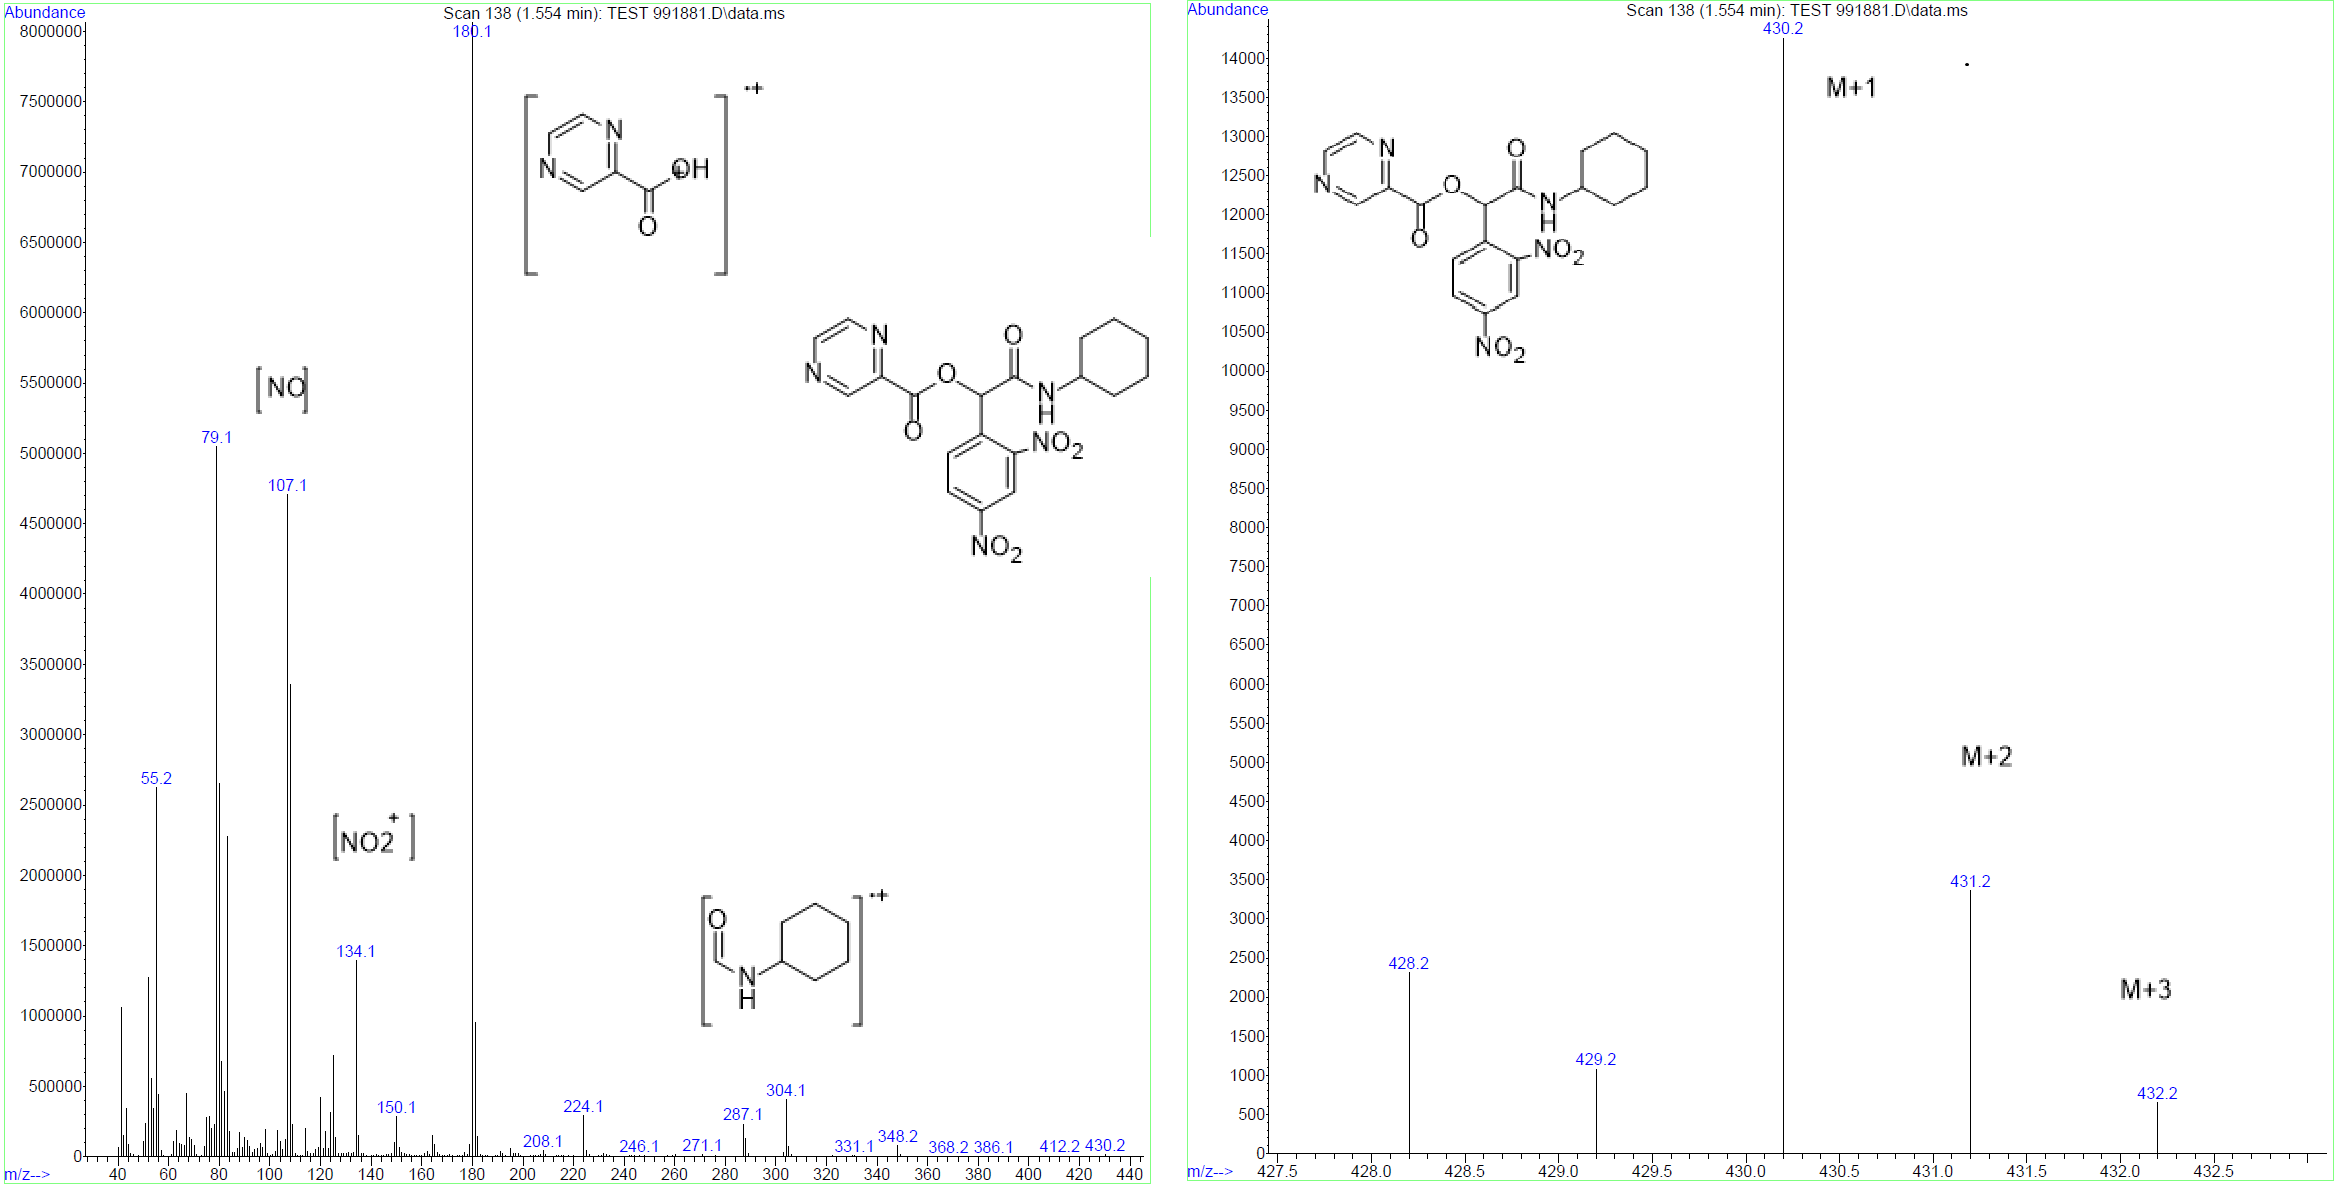 Abundance
Scan 138 (1.554 min): TEST 991881.D\data.ms
8000000
180.1
7500000
7000000
6500000
6000000
5500000
5000000
4500000
4000000
3500000
3000000
2500000
2000000
1500000
1000000
500000
0
m/z-->
40 60 80 100 120 140 160 180 200 220 240 260 280 300 320 340 360 380 400 420 440
55.2
79.1
107.1
134.1
150.1
208.1
224.1
246.1
271.1
287.1
304.1
331.1
348.2
368.2
386.1
412.2
430.2
[NO]
[NO2 + ]
·+
N
N
OH
+
O
N
N
O
O
O
N
H
NO2
NO2
·+
O
N
H
Abundance
Scan 138 (1.554 min): TEST 991881.D\data.ms
430.2
M+1
14000
13500
13000
12500
12000
11500
11000
10500
10000
9500
9000
8500
8000
7500
7000
6500
6000
5500
5000
4500
4000
3500
3000
2500
2000
1500
1000
500
0
m/z-->
427.5 428.0 428.5 429.0 429.5 430.0 430.5 431.0 431.5 432.0 432.5
N
N
O
O
O
N
H
NO2
NO2
M+2
431.2
428.2
M+3
429.2
432.2